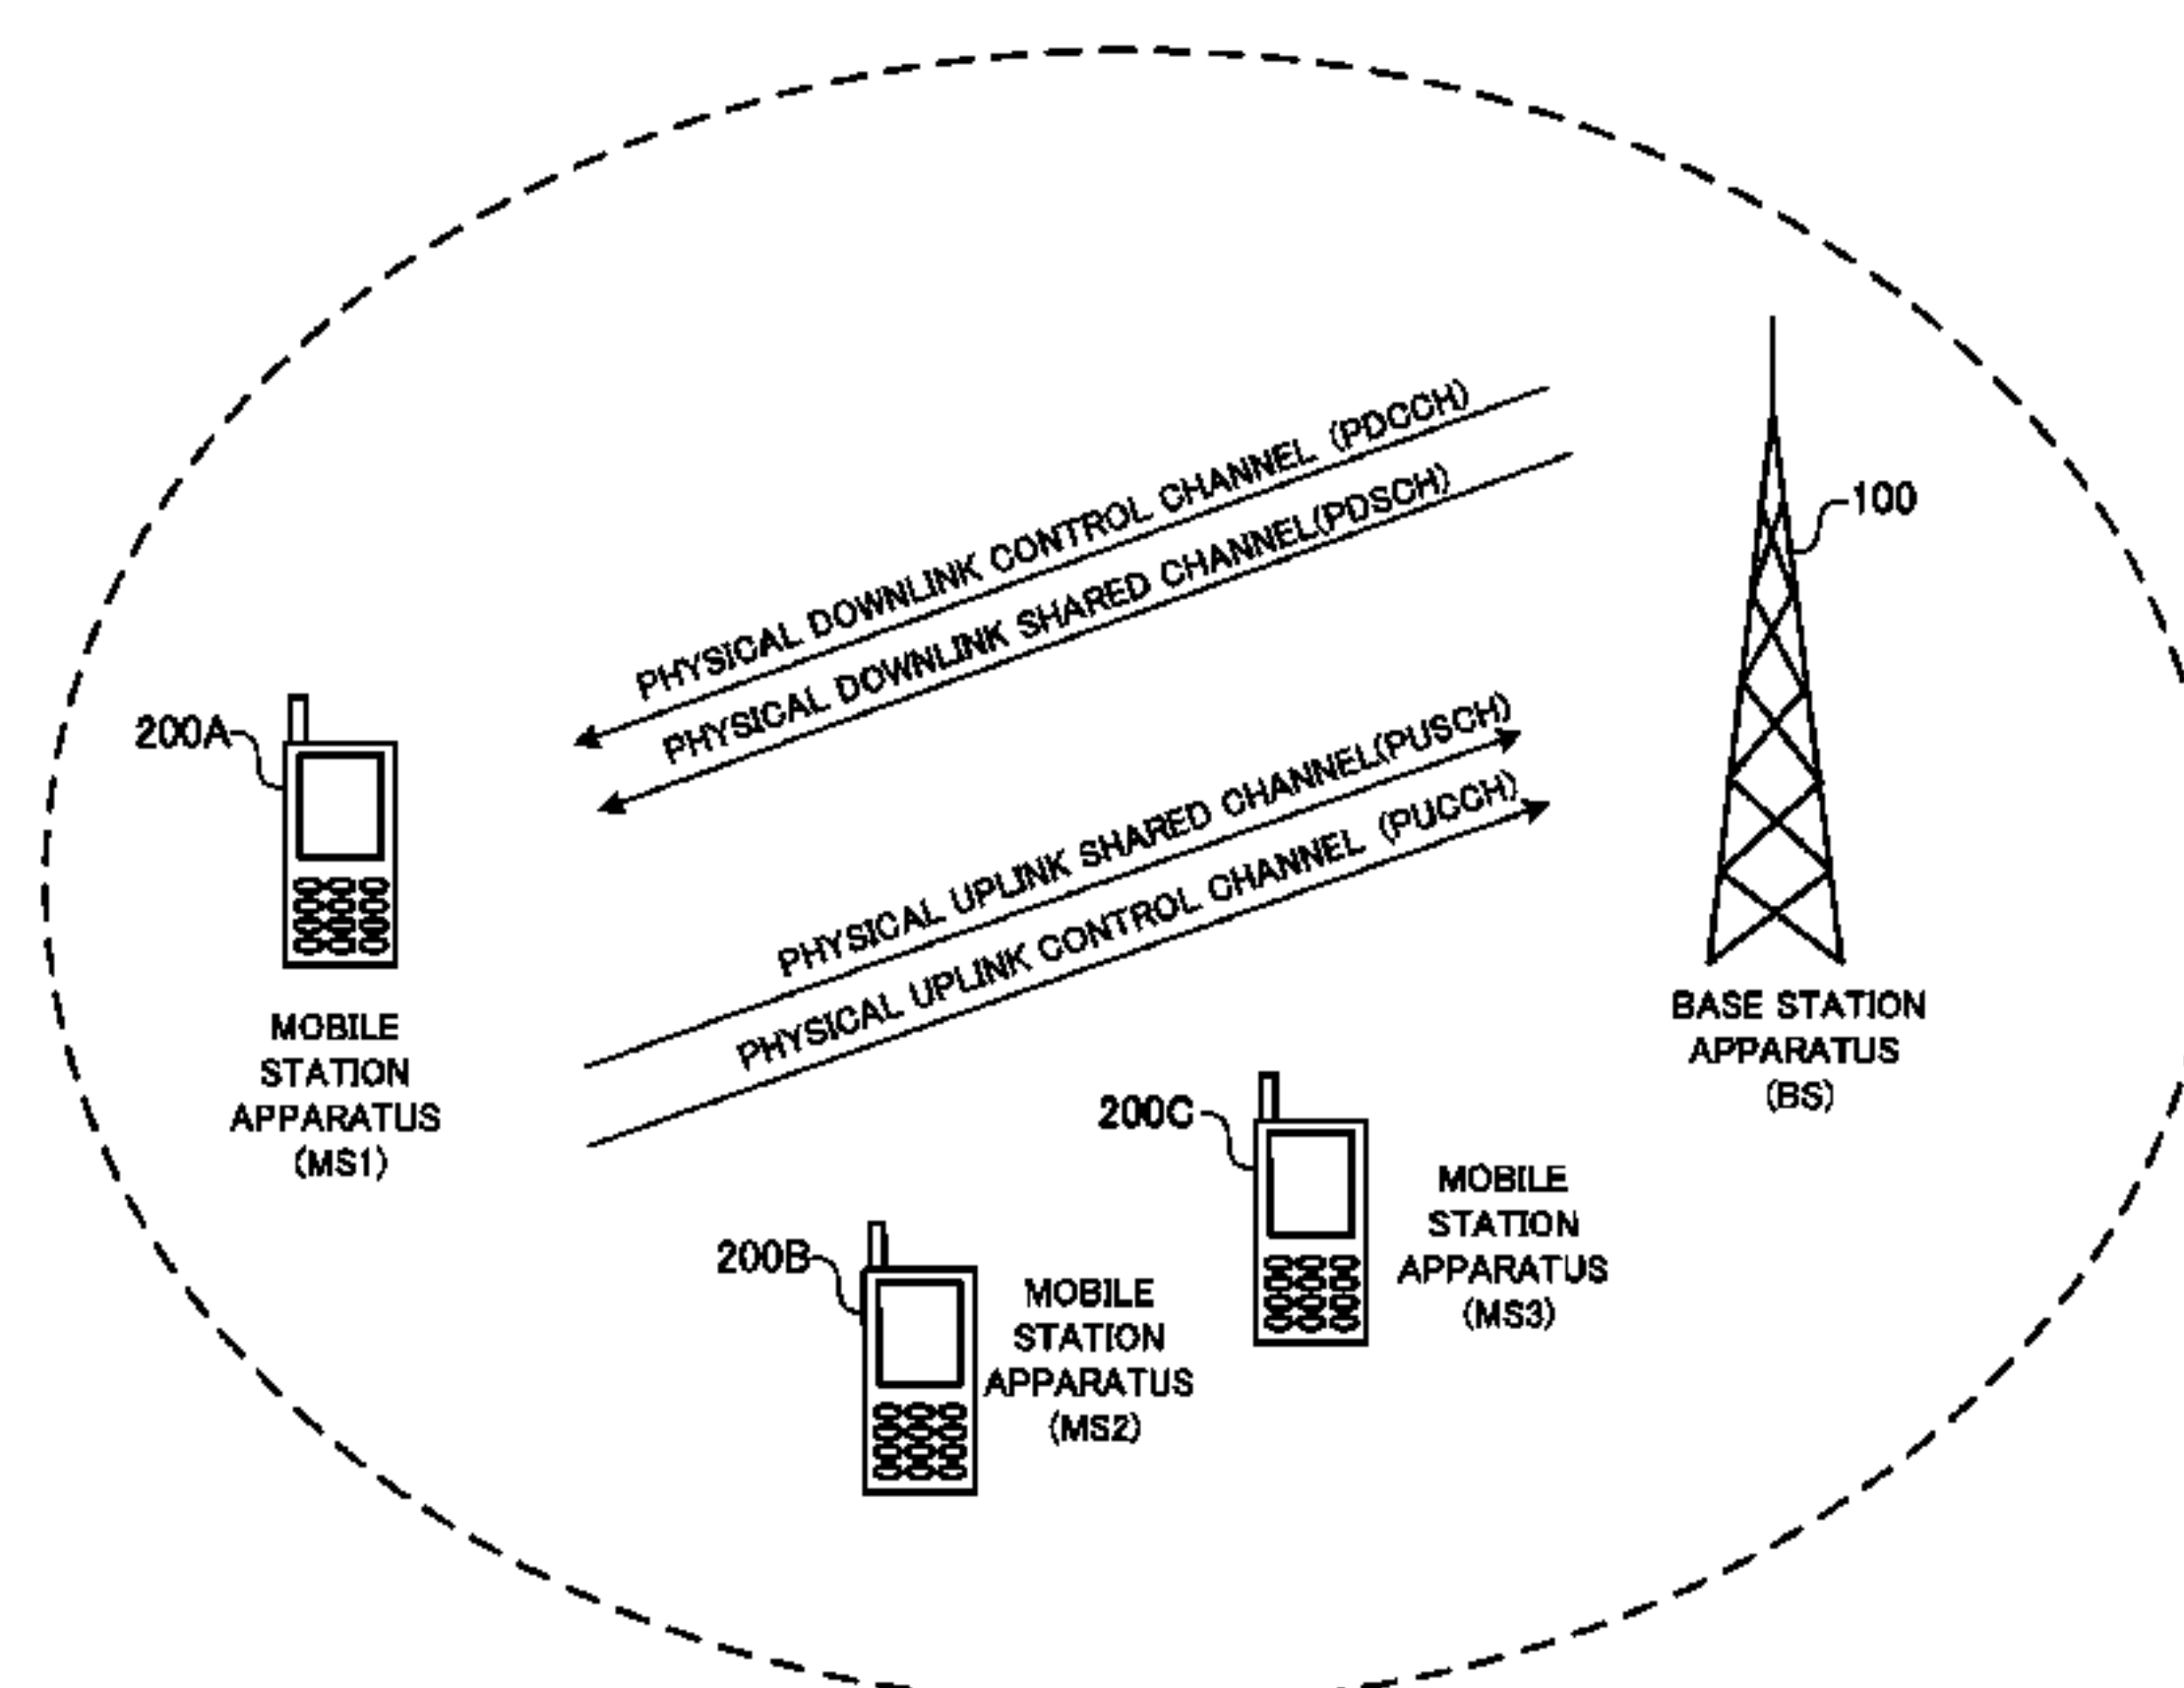 PHYSICAL DOWNLINK CONTROL CHANNEL (PDCCH)
PHYSICAL DOWNLINK SHARED CHANNEL(PDSCH)
100
200A
PHYSICAL UPLINK SHARED CHANNEL(PUSCH)
PHYSICAL UPLINK CONTROL CHANNEL (PUCCH)
MOBILE
STATION
APPARATUS
(MS1)
BASE STATION
APPARATUS
(BS)
200C
MOBILE
STATION
APPARATUS
(MS3)
200B
MOBILE
STATION
APPARATUS
(MS2)